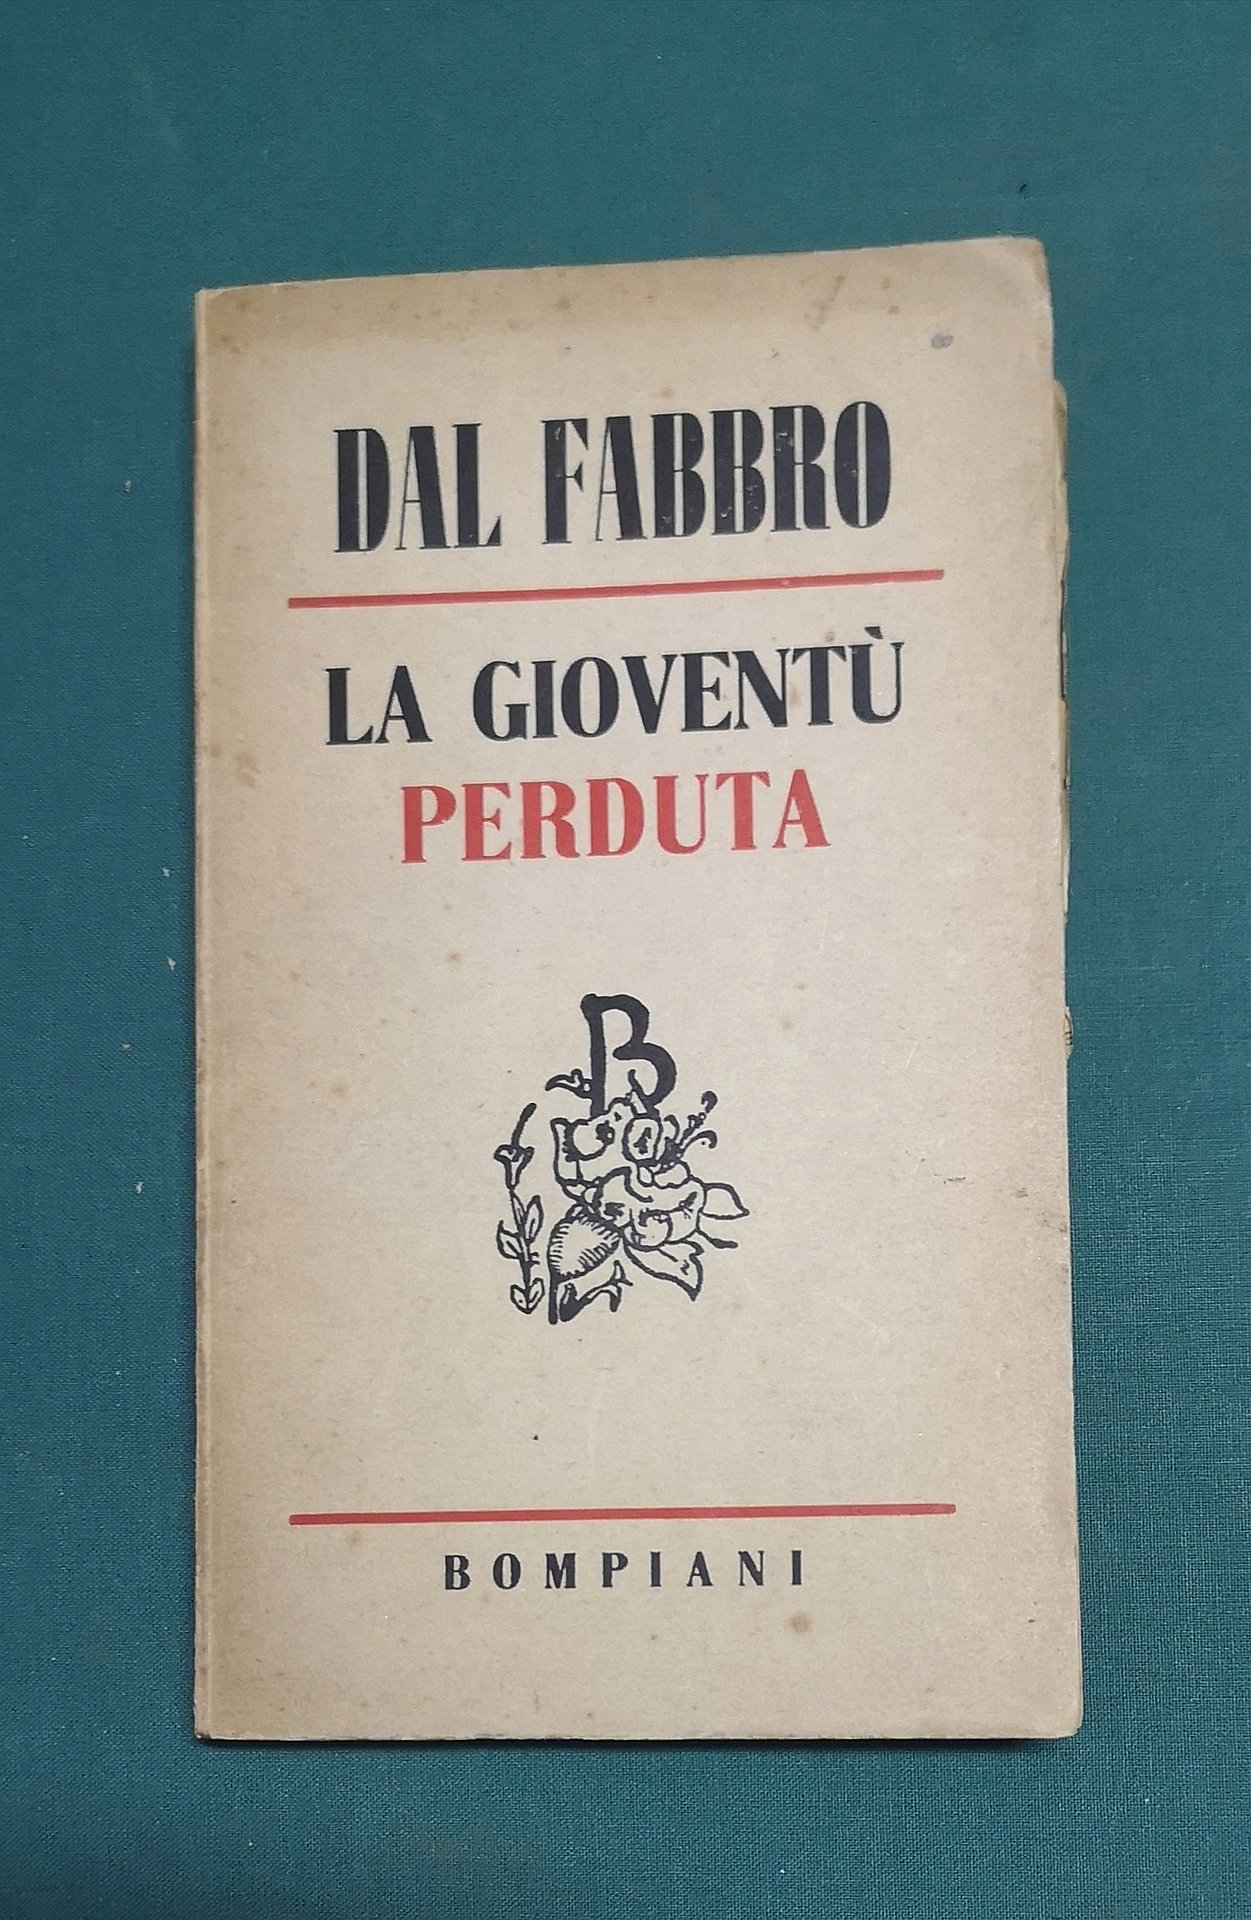 DAL FABBRO
LA GIOVENTÙ
PERDUTA
B
BOMPIANI